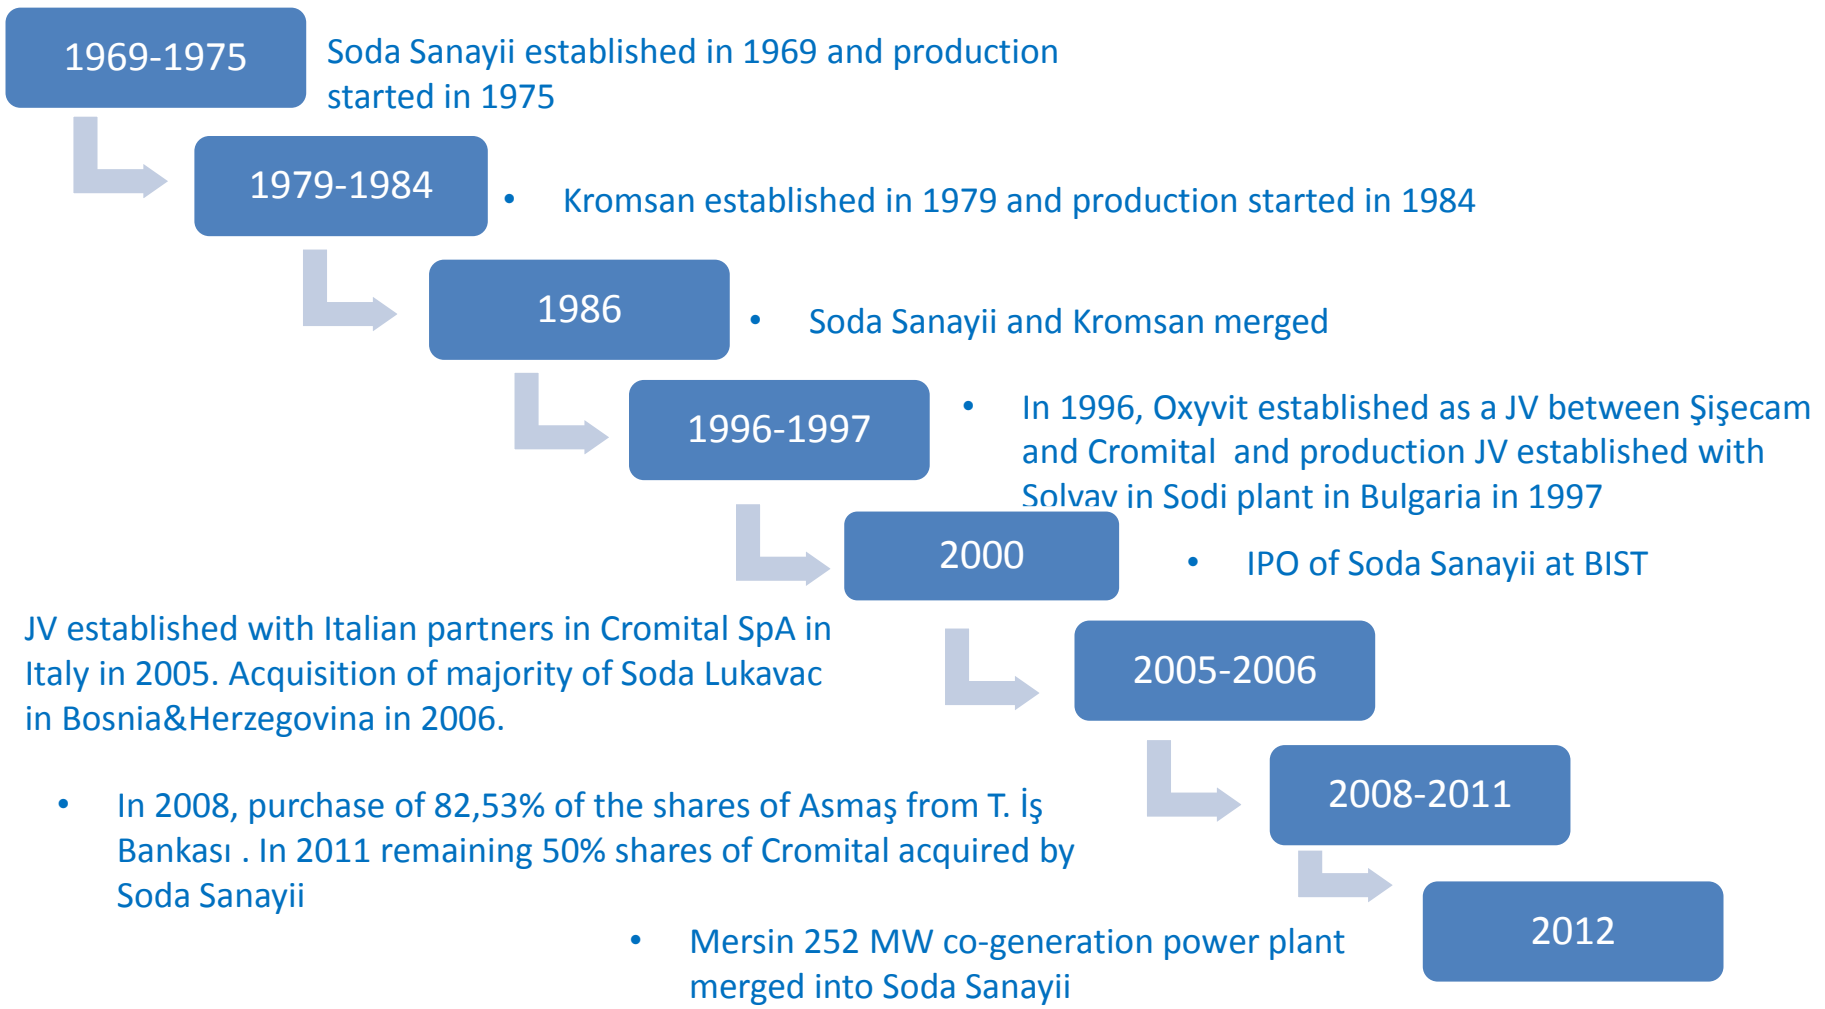 1969-1975
Soda Sanayii established in 1969 and production
started in 1975
1979-1984
• Kromsan established in 1979 and production started in 1984
1986
• Soda Sanayii and Kromsan merged
1996-1997
• In 1996, Oxyvit established as a JV between Şişecam
and Cromital and production JV established with
Solvay in Sodi plant in Bulgaria in 1997
2000
• IPO of Soda Sanayii at BIST
JV established with Italian partners in Cromital SpA in
Italy in 2005. Acquisition of majority of Soda Lukavac
in Bosnia&Herzegovina in 2006.
2005-2006
2008-2011
• In 2008, purchase of 82,53% of the shares of Asmaş from T. İş
Bankası . In 2011 remaining 50% shares of Cromital acquired by
Soda Sanayii
2012
• Mersin 252 MW co-generation power plant
merged into Soda Sanayii